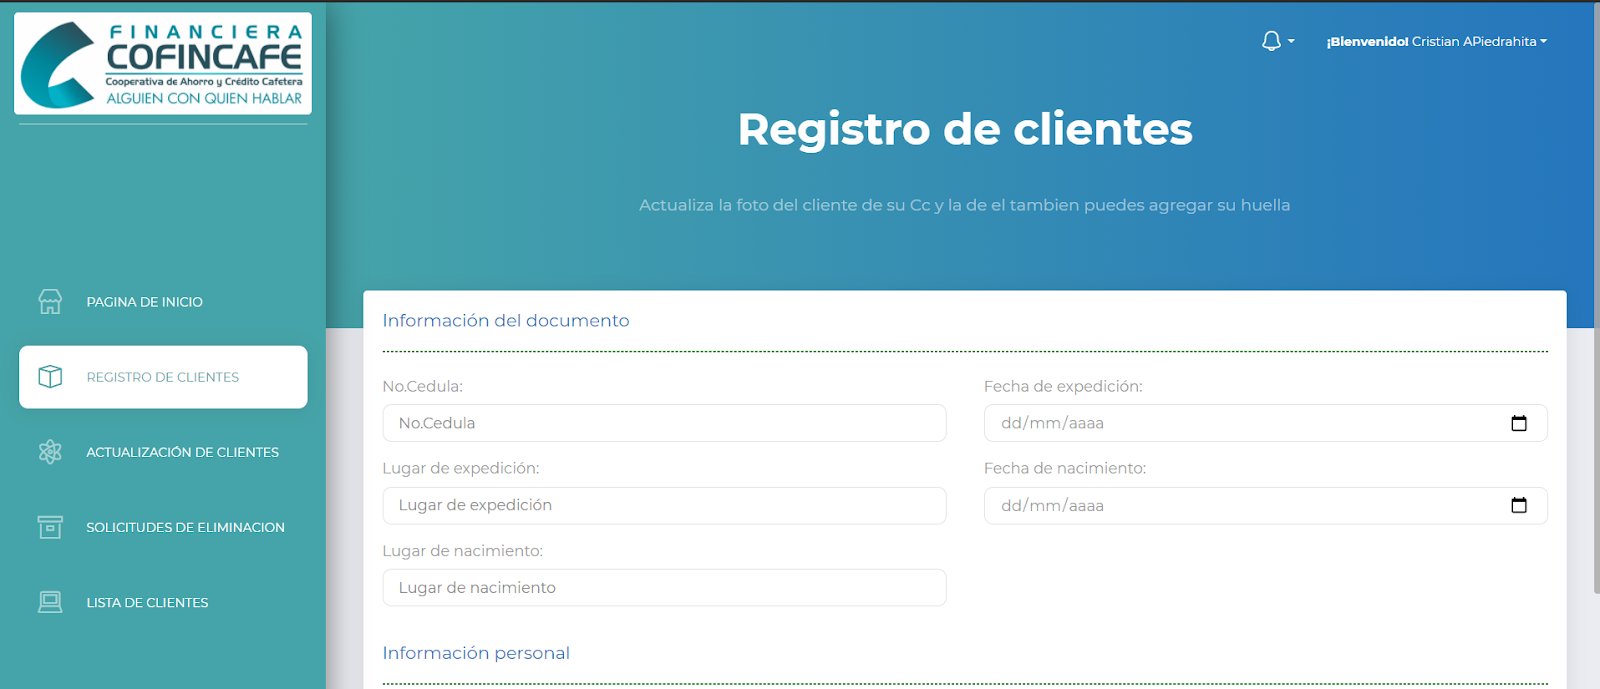 FINANCIERA
COFINCAFE
Cooperativa de Ahorro y Crédito Cafetera
ALGUIEN CON QUIEN HABLAR
¡Bienvenido! Cristian APiedrahita
Registro de clientes
Actualiza la foto del cliente de su Cc y la de el tambien puedes agregar su huella
PAGINA DE INICIO
REGISTRO DE CLIENTES
ACTUALIZACIÓN DE CLIENTES
SOLICITUDES DE ELIMINACION
LISTA DE CLIENTES
Información del documento
No.Cedula:
No.Cedula
Fecha de expedición:
dd/mm/aaaa
Lugar de expedición:
Lugar de expedición
Fecha de nacimiento:
dd/mm/aaaa
Lugar de nacimiento:
Lugar de nacimiento
Información personal